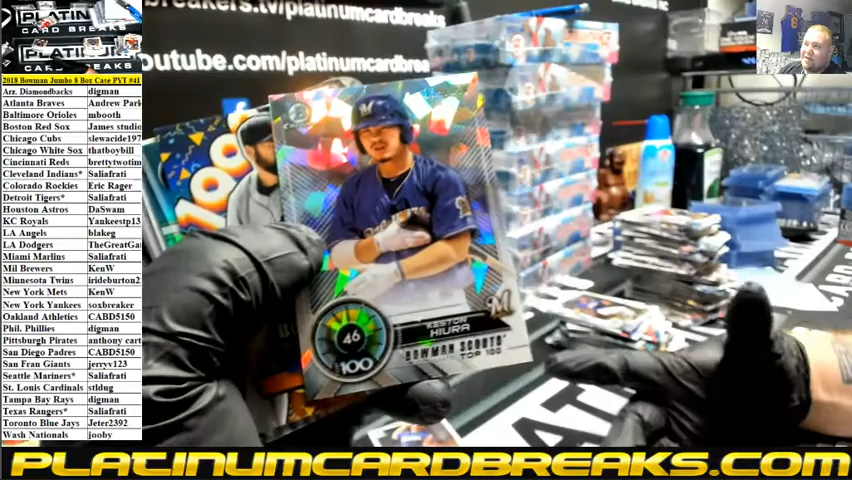 PLATINUM
CARD BREAKS
PLATINUM
CARD BREAKS
2018 Bowman Jumbo 8 Box Case PYT #41
Arz. Diamondbacks digman
Atlanta Braves Andrew Park
Baltimore Orioles mbooth
Boston Red Sox James studio
Chicago Cubs slewacide197
Chicago White Sox thatboybill
Cincinnati Reds brettytwotim
Cleveland Indians* Saliafrati
Colorado Rockies Eric Rager
Detroit Tigers* Saliafrati
Houston Astros DaSwam
KC Royals Yankeestp13
LA Angels blakeg
LA Dodgers TheGreatGa
Miami Marlins Saliafrati
Mil Brewers KenW
Minnesota Twins irideburton2
New York Mets KenW
New York Yankees soxbreaker
Oakland Athletics CABD5150
Phil. Phillies digman
Pittsburgh Pirates anthony cart
San Diego Padres CABD5150
San Fran Giants jerryv123
Seattle Mariners* Saliafrati
St. Louis Cardinals stldug
Tampa Bay Rays digman
Texas Rangers* Saliafrati
Toronto Blue Jays Jeter2392
Wash Nationals jooby
breakers.tv/platinumcardbreaks
youtube.com/platinumcardbreaks
100
M
KESTON
HIURA
46
100
BOWMAN SCOUTS'
TOP 100
M
PLATINUMCARDBREAKS.COM